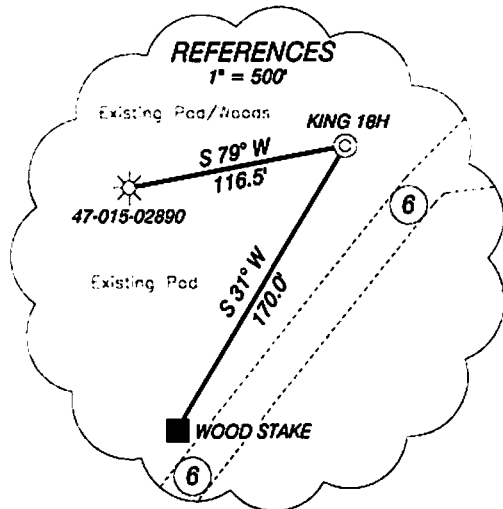 REFERENCES
1" = 500'
Existing Pad/Woods
KING 18H
S 79° W
116.5'
6
47-015-02890
Existing Pad
S 31° W
170.0'
WOOD STAKE
6